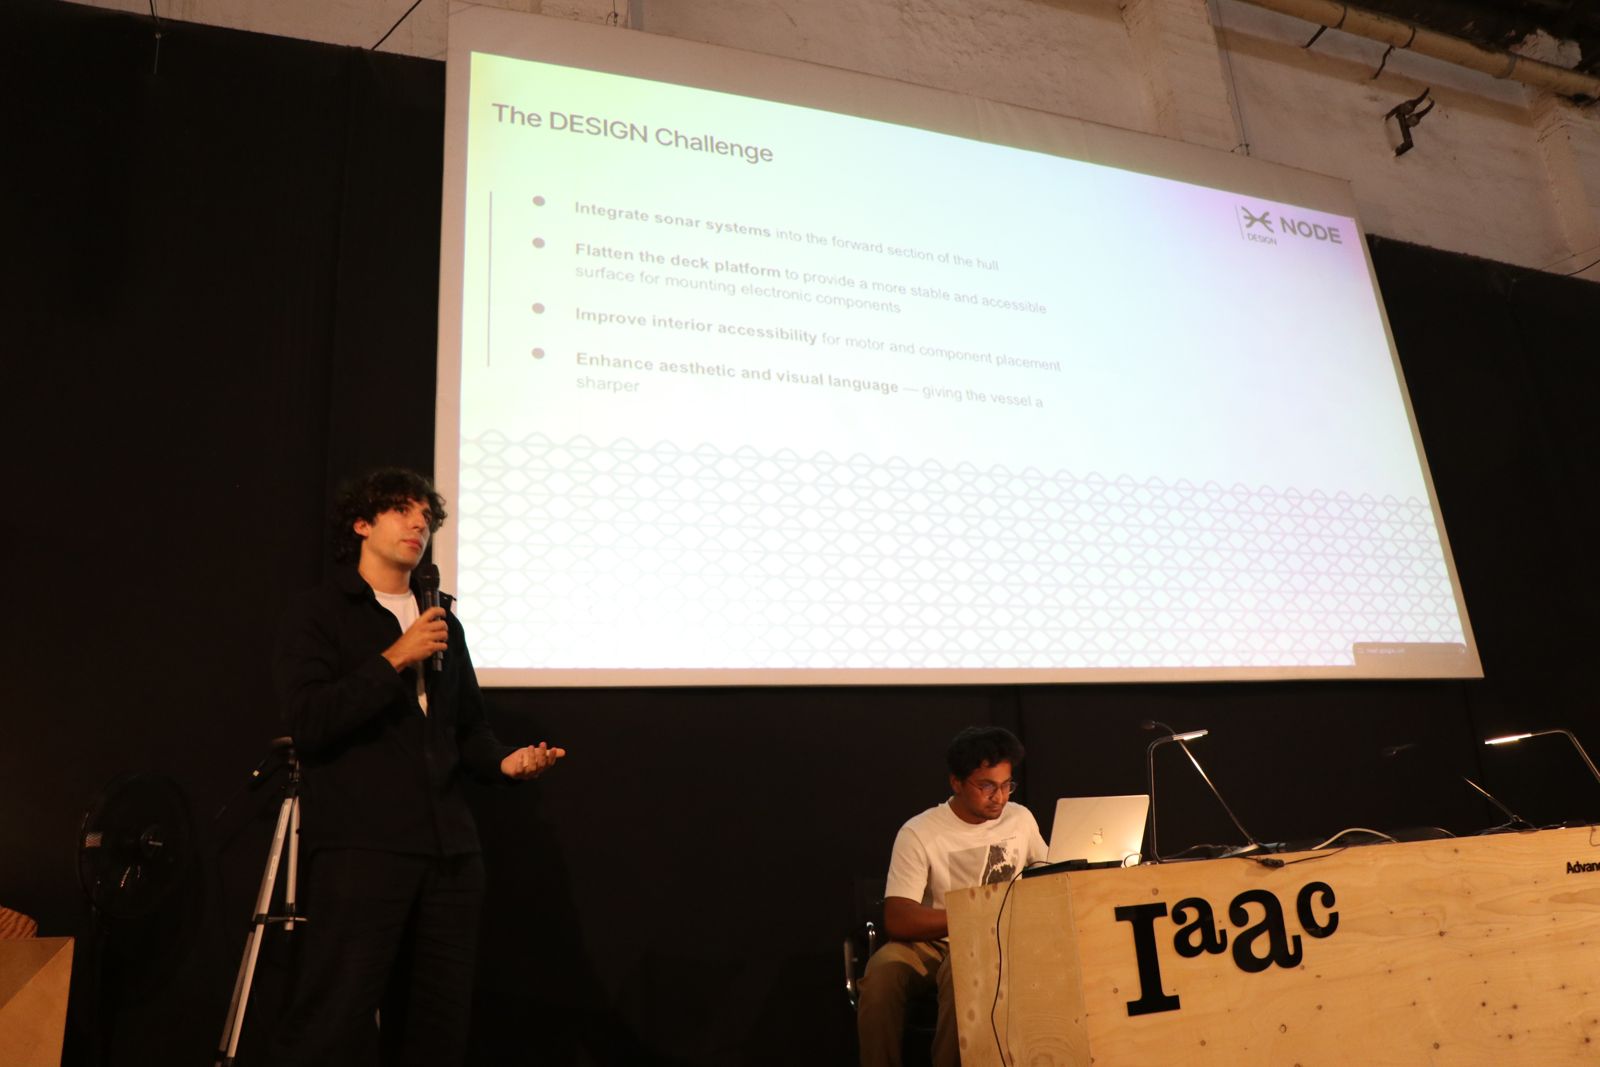 The DESIGN Challenge
NODE
DESIGN
● Integrate sonar systems into the forward section of the hull
● Flatten the deck platform to provide a more stable and accessible
surface for mounting electronic components
● Improve interior accessibility for motor and component placement
● Enhance aesthetic and visual language — giving the vessel a
sharper
Iaac